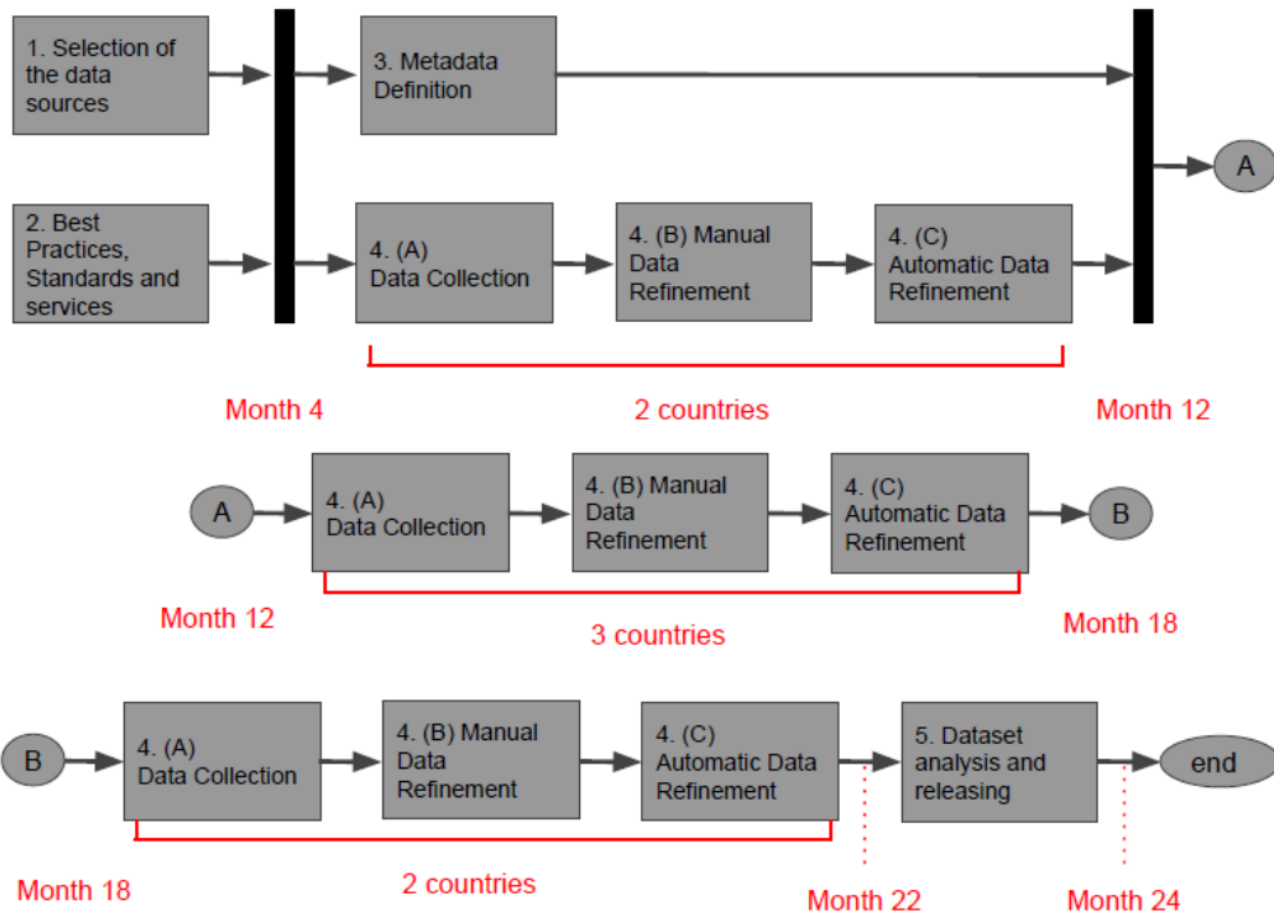 1. Selection of
the data
sources
3. Metadata
Definition
A
2. Best
Practices,
Standards and
services
4. (A)
Data Collection
4. (B) Manual
Data
Refinement
4. (C)
Automatic Data
Refinement
Month 4
2 countries
Month 12
A
4. (A)
Data Collection
4. (B) Manual
Data
Refinement
4. (C)
Automatic Data
Refinement
B
Month 12
3 countries
Month 18
B
4. (A)
Data Collection
4. (B) Manual
Data
Refinement
4. (C)
Automatic Data
Refinement
5. Dataset
analysis and
releasing
end
Month 18
2 countries
Month 22
Month 24